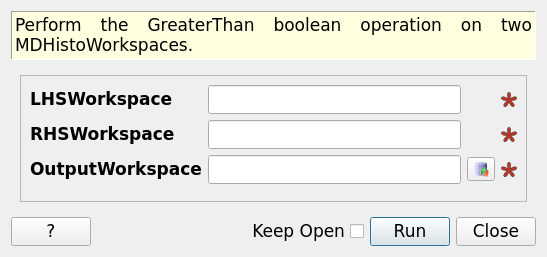 Perform the GreaterThan boolean operation on two
MDHistoWorkspaces.
LHSWorkspace
RHSWorkspace
OutputWorkspace
? Keep Open Run Close